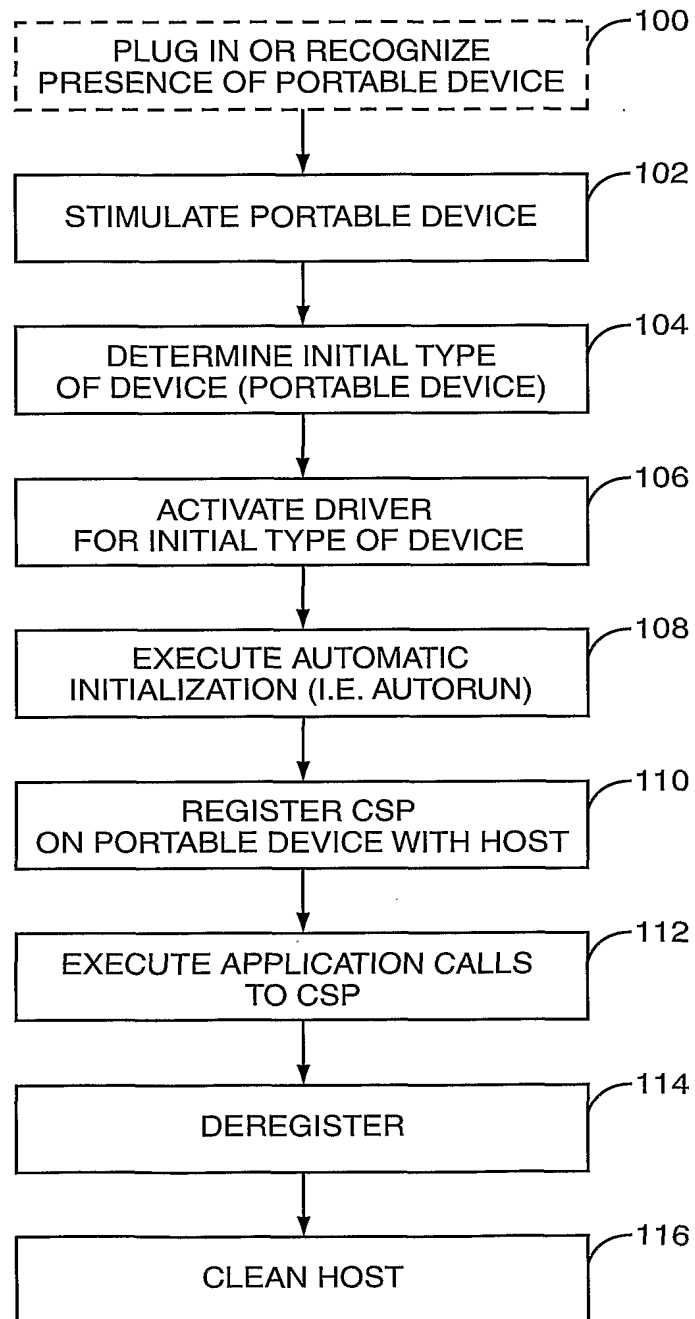 100
PLUG IN OR RECOGNIZE
PRESENCE OF PORTABLE DEVICE
102
STIMULATE PORTABLE DEVICE
104
DETERMINE INITIAL TYPE
OF DEVICE (PORTABLE DEVICE)
106
ACTIVATE DRIVER
FOR INITIAL TYPE OF DEVICE
108
EXECUTE AUTOMATIC
INITIALIZATION (I.E. AUTORUN)
110
REGISTER CSP
ON PORTABLE DEVICE WITH HOST
112
EXECUTE APPLICATION CALLS
TO CSP
114
DEREGISTER
116
CLEAN HOST